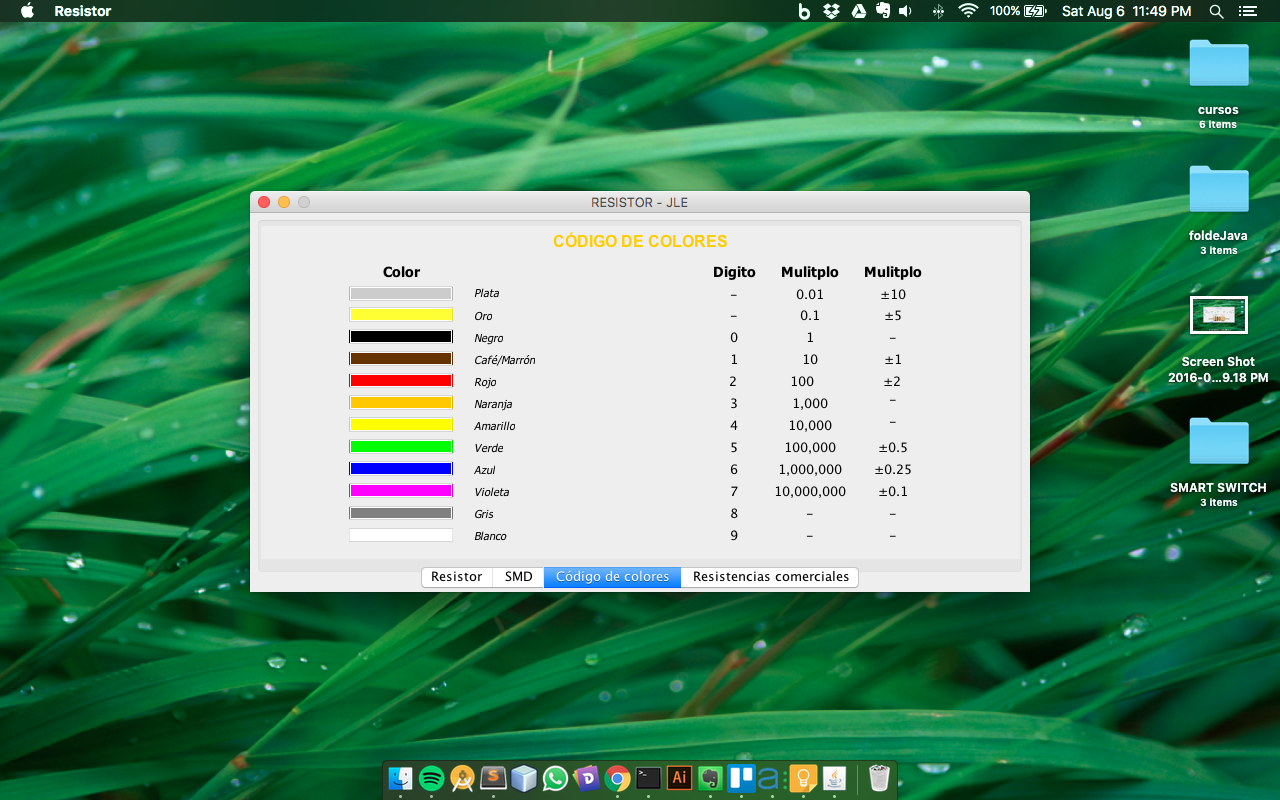 Resistor
100%
Sat Aug 6 11:49 PM
cursos
6 items
foldeJava
3 items
Screen Shot
2016-0...9.18 PM
SMART SWITCH
3 items
RESISTOR - JLE
CÓDIGO DE COLORES
Color Digito Mulitplo Mulitplo
Plata – 0.01 ±10
Oro – 0.1 ±5
Negro 0 1 –
Café/Marrón 1 10 ±1
Rojo 2 100 ±2
Naranja 3 1,000 –
Amarillo 4 10,000 –
Verde 5 100,000 ±0.5
Azul 6 1,000,000 ±0.25
Violeta 7 10,000,000 ±0.1
Gris 8 – –
Blanco 9 – –
Resistor SMD Código de colores Resistencias comerciales
S D >_ Ai a